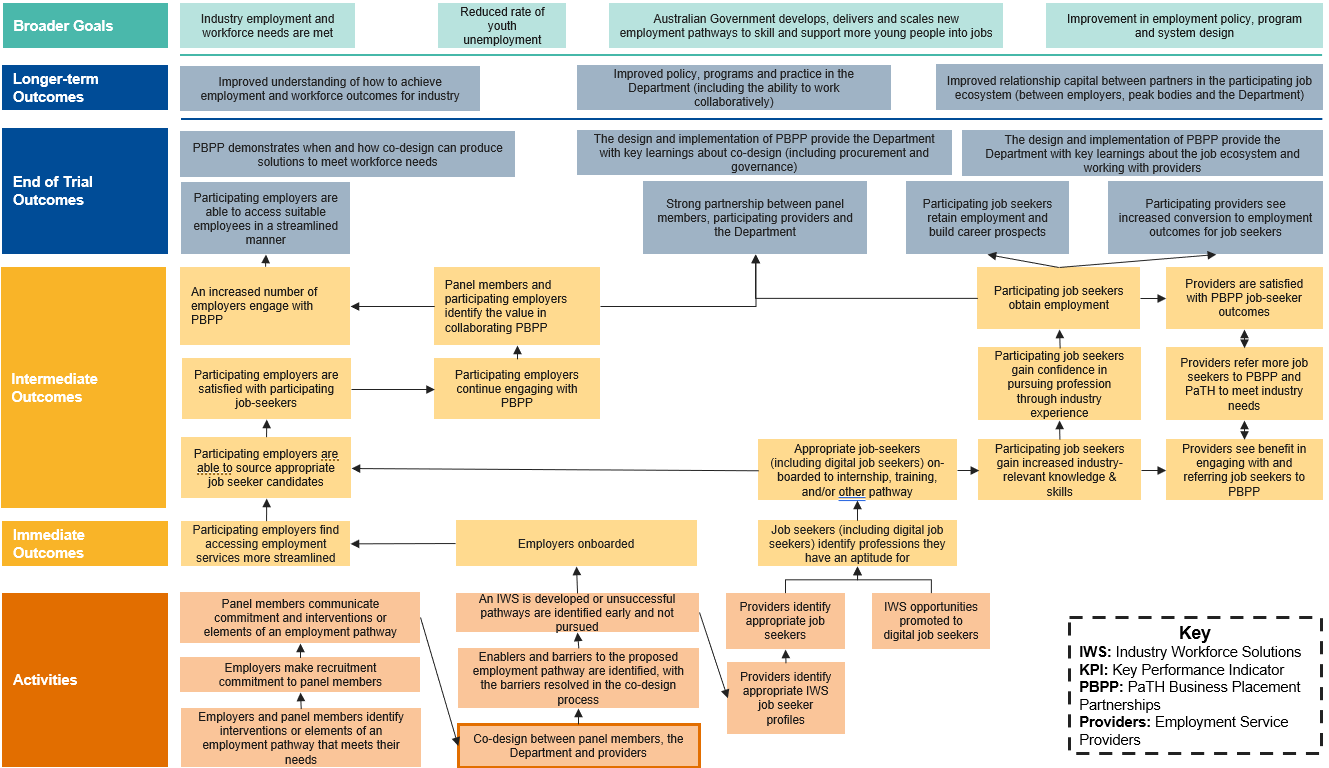 Broader Goals
Industry employment and
workforce needs are met
Reduced rate of
youth
unemployment
Australian Government develops, delivers and scales new
employment pathways to skill and support more young people into jobs
Improvement in employment policy, program
and system design
Longer-term
Outcomes
Improved understanding of how to achieve
employment and workforce outcomes for industry
Improved policy, programs and practice in the
Department (including the ability to work
collaboratively)
Improved relationship capital between partners in the participating job
ecosystem (between employers, peak bodies and the Department)
End of Trial
Outcomes
PBPP demonstrates when and how co-design can produce
solutions to meet workforce needs
The design and implementation of PBPP provide the Department
with key learnings about co-design (including procurement and
governance)
The design and implementation of PBPP provide the
Department with key learnings about the job ecosystem and
working with providers
Participating employers are
able to access suitable
employees in a streamlined
manner
Strong partnership between panel
members, participating providers and
the Department
Participating job seekers
retain employment and
build career prospects
Participating providers see
increased conversion to employment
outcomes for job seekers
Intermediate
Outcomes
An increased number of
employers engage with
PBPP
Panel members and
participating employers
identify the value in
collaborating PBPP
Participating job seekers
obtain employment
Providers are satisfied
with PBPP job-seeker
outcomes
Participating employers are
satisfied with participating
job-seekers
Participating employers
continue engaging with
PBPP
Participating job seekers
gain confidence in
pursuing profession
through industry
experience
Providers refer more job
seekers to PBPP and
PaTH to meet industry
needs
Participating employers are
able to source appropriate
job seeker candidates
Appropriate job-seekers
(including digital job seekers) on-
boarded to internship, training,
and/or other pathway
Participating job seekers
gain increased industry-
relevant knowledge &
skills
Providers see benefit in
engaging with and
referring job seekers to
PBPP
Immediate
Outcomes
Participating employers find
accessing employment
services more streamlined
Employers onboarded
Job seekers (including digital job
seekers) identify professions they
have an aptitude for
Activities
Panel members communicate
commitment and interventions or
elements of an employment pathway
Employers make recruitment
commitment to panel members
Employers and panel members identify
interventions or elements of an
employment pathway that meets their
needs
An IWS is developed or unsuccessful
pathways are identified early and not
pursued
Enablers and barriers to the proposed
employment pathway are identified, with
the barriers resolved in the co-design
process
Co-design between panel members, the
Department and providers
Providers identify
appropriate job
seekers
Providers identify
appropriate IWS
job seeker
profiles
IWS opportunities
promoted to
digital job seekers
Key
IWS: Industry Workforce Solutions
KPI: Key Performance Indicator
PBPP: PaTH Business Placement
Partnerships
Providers: Employment Service
Providers